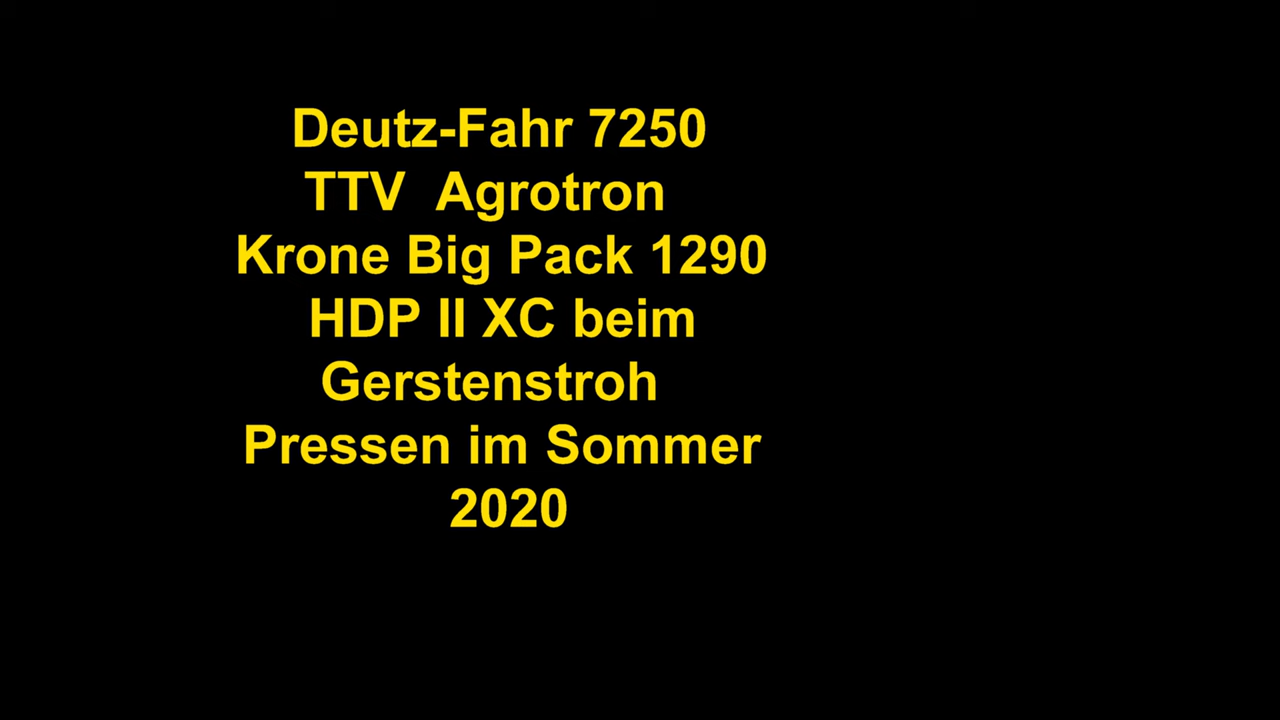 Deutz-Fahr 7250
TTV  Agrotron
Krone Big Pack 1290
HDP II XC beim
Gerstenstroh
Pressen im Sommer
2020